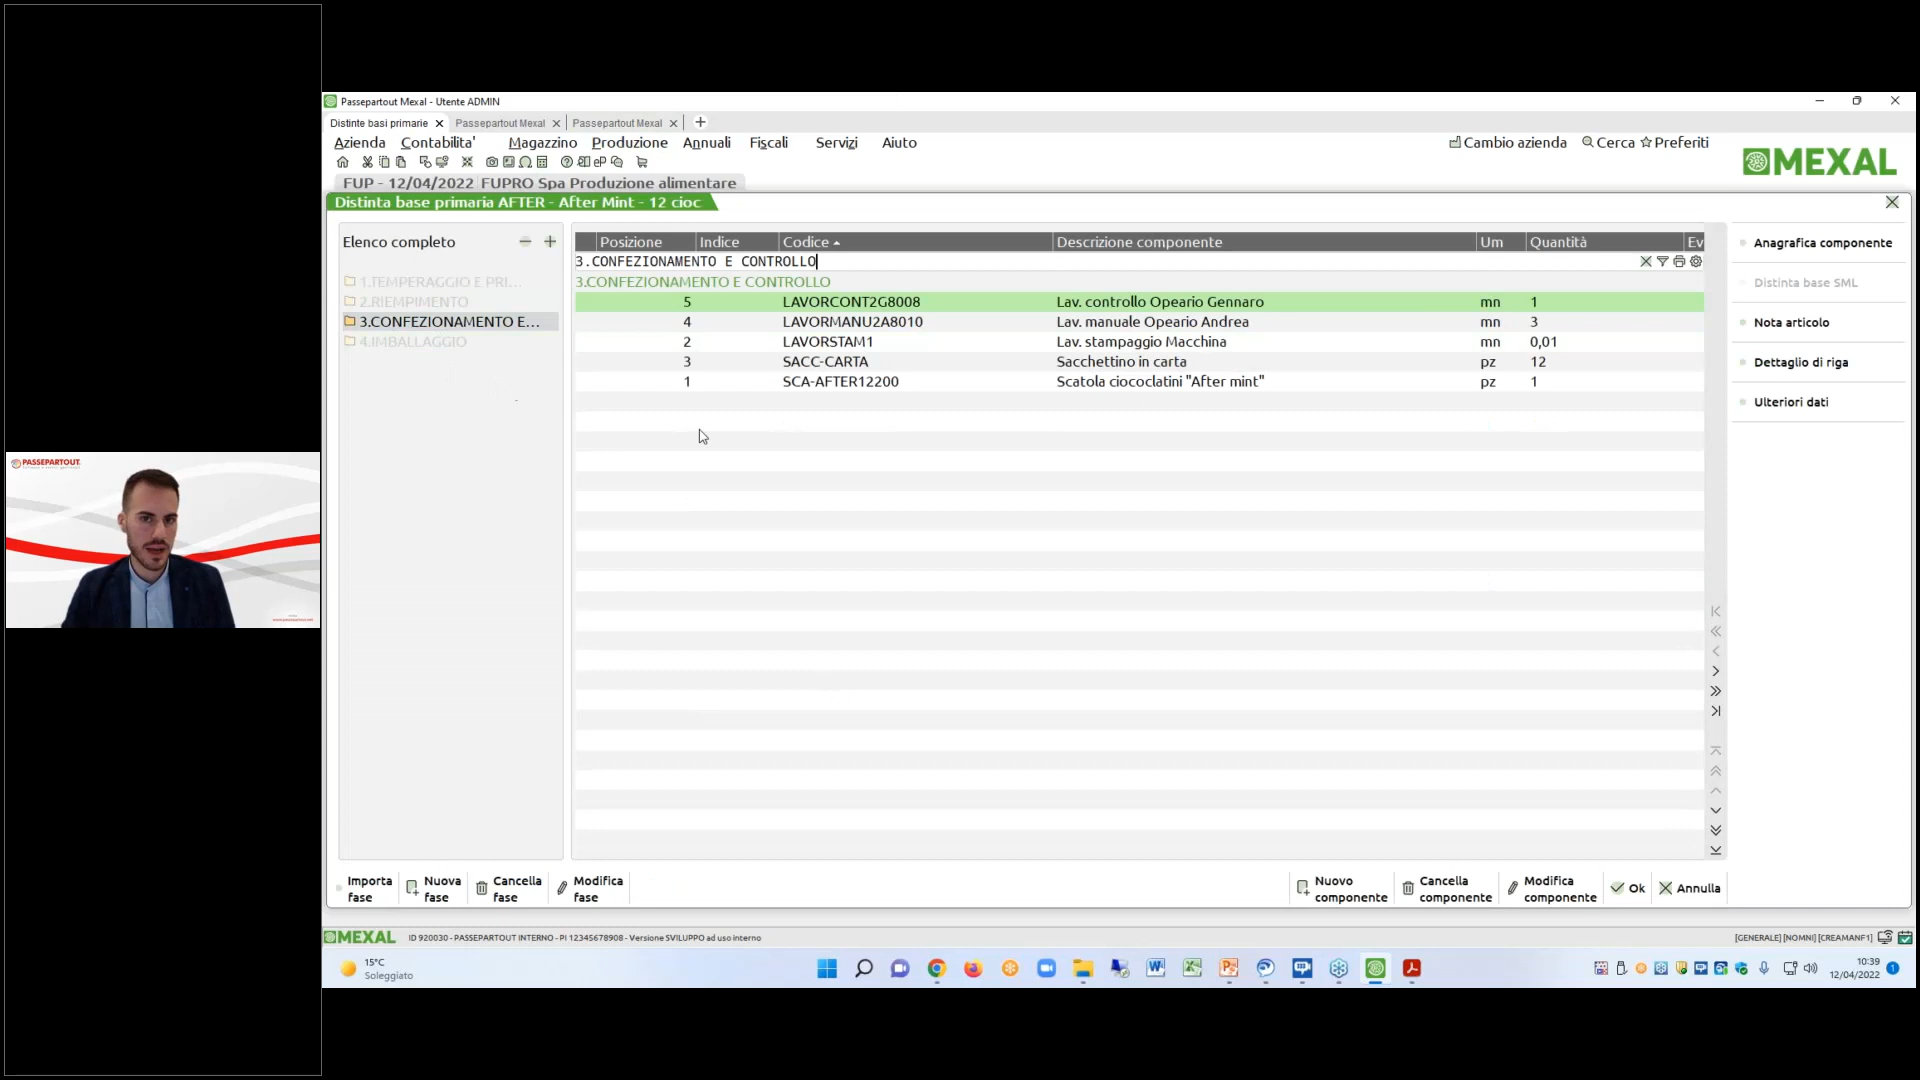 PASSEPARTOUT
Passepartout Mexal - Utente ADMIN
Distinte basi primarie Passepartout Mexal Passepartout Mexal
Azienda Contabilita' Magazzino Produzione Annuali Fiscali Servizi Aiuto
Cambio azienda Cerca Preferiti
MEXAL
FUP - 12/04/2022 FUPRO Spa Produzione alimentare
Distinta base primaria AFTER - After Mint - 12 cioc
Elenco completo
1.TEMPERAGGIO E PRI...
2.RIEMPIMENTO
3.CONFEZIONAMENTO E...
4.IMBALLAGGIO
Posizione Indice Codice Descrizione componente Um Quantità Ev
3.CONFEZIONAMENTO E CONTROLLO
3.CONFEZIONAMENTO E CONTROLLO
5 LAVORCONT2G8008 Lav. controllo Opeario Gennaro mn 1
4 LAVORMANU2A8010 Lav. manuale Opeario Andrea mn 3
2 LAVORSTAM1 Lav. stampaggio Macchina mn 0,01
3 SACC-CARTA Sacchettino in carta pz 12
1 SCA-AFTER12200 Scatola ciococlatini "After mint" pz 1
Anagrafica componente
Distinta base SML
Nota articolo
Dettaglio di riga
Ulteriori dati
Importa fase
Nuova fase
Cancella fase
Modifica fase
Nuovo componente
Cancella componente
Modifica componente
Ok
Annulla
MEXAL ID 920030 - PASSEPARTOUT INTERNO - PI 12345678908 - Versione SVILUPPO ad uso interno
[GENERALE] [NOMNI] [CREAMANF1]
15°C
Soleggiato
10:39
12/04/2022
1